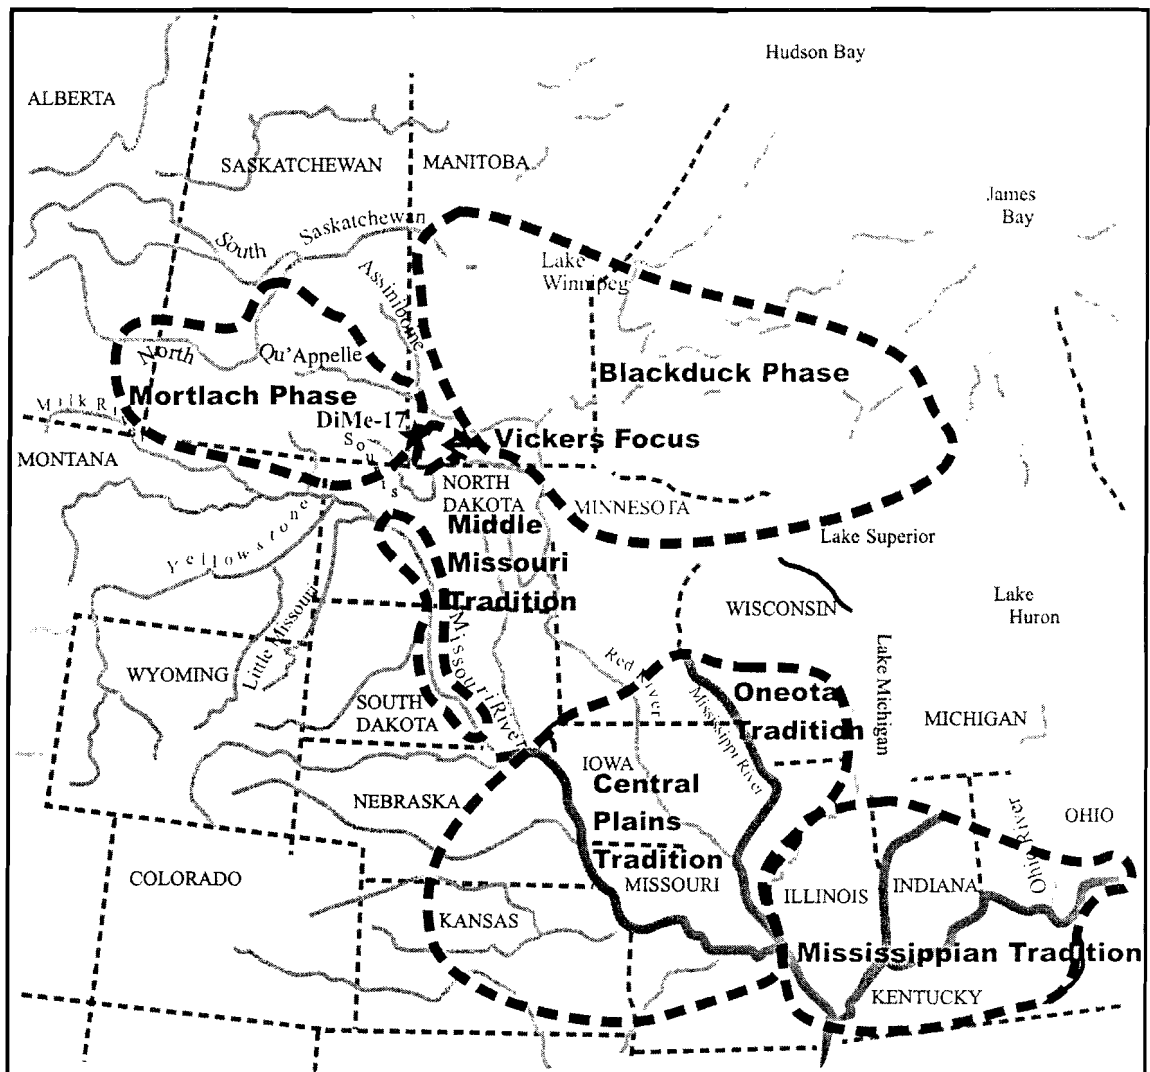 Hudson Bay
ALBERTA
SASKATCHEWAN
MANITOBA
James
Bay
Saskatchewan
South
Lake
Winnipeg
Assiniboine
North
Qu'Appelle
Blackduck Phase
Mortlach Phase
Milk Ri
DiMe-17
Souris
Vickers Focus
MONTANA
NORTH
DAKOTA
MINNESOTA
Middle
Missouri
Tradition
Lake Superior
Yellowstone
Little Missouri
WISCONSIN
Lake
Huron
Missouri River
Red River
WYOMING
SOUTH
DAKOTA
Oneota
Tradition
Mississippi River
Lake Michigan
MICHIGAN
IOWA
Central
Plains
Tradition
NEBRASKA
OHIO
Ohio River
COLORADO
MISSOURI
ILLINOIS
INDIANA
KANSAS
Mississippian Tradition
KENTUCKY